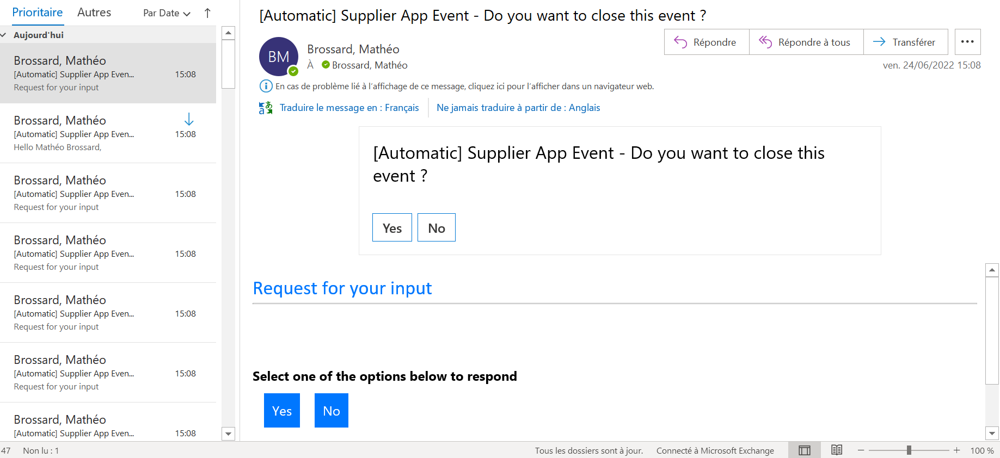 Prioritaire Autres Par Date
Aujourd'hui
Brossard, Mathéo
[Automatic] Supplier App Even... 15:08
Request for your input
Brossard, Mathéo
[Automatic] Supplier App Even... 15:08
Hello Mathéo Brossard,
Brossard, Mathéo
[Automatic] Supplier App Even... 15:08
Request for your input
Brossard, Mathéo
[Automatic] Supplier App Even... 15:08
Request for your input
Brossard, Mathéo
[Automatic] Supplier App Even... 15:08
Request for your input
Brossard, Mathéo
[Automatic] Supplier App Even... 15:08
Request for your input
Brossard, Mathéo
[Automatic] Supplier App Even... 15:08
[Automatic] Supplier App Event - Do you want to close this event ?
BM
Brossard, Mathéo
À Brossard, Mathéo
Répondre Répondre à tous Transférer
ven. 24/06/2022 15:08
En cas de problème lié à l'affichage de ce message, cliquez ici pour l'afficher dans un navigateur web.
Traduire le message en : Français Ne jamais traduire à partir de : Anglais
[Automatic] Supplier App Event - Do you want to close this
event ?
Yes No
Request for your input
Select one of the options below to respond
Yes No
47 Non lu : 1 Tous les dossiers sont à jour. Connecté à Microsoft Exchange 100 %